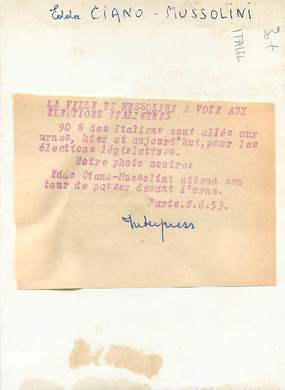 Edda CIANO - MUSSOLINI
ITALIE
LA FILLE DE MUSSOLINI A VOTE AUX
ELECTIONS ITALIENNES
90 % des Italiens sont allés aux
urnes, hier et aujourd'hui, pour les
élections législatives.
Notre photo montre:
Edda Ciano-Mussolini attend son
tour de passer devant l'urne.
Paris.8.6.53.
Interpress